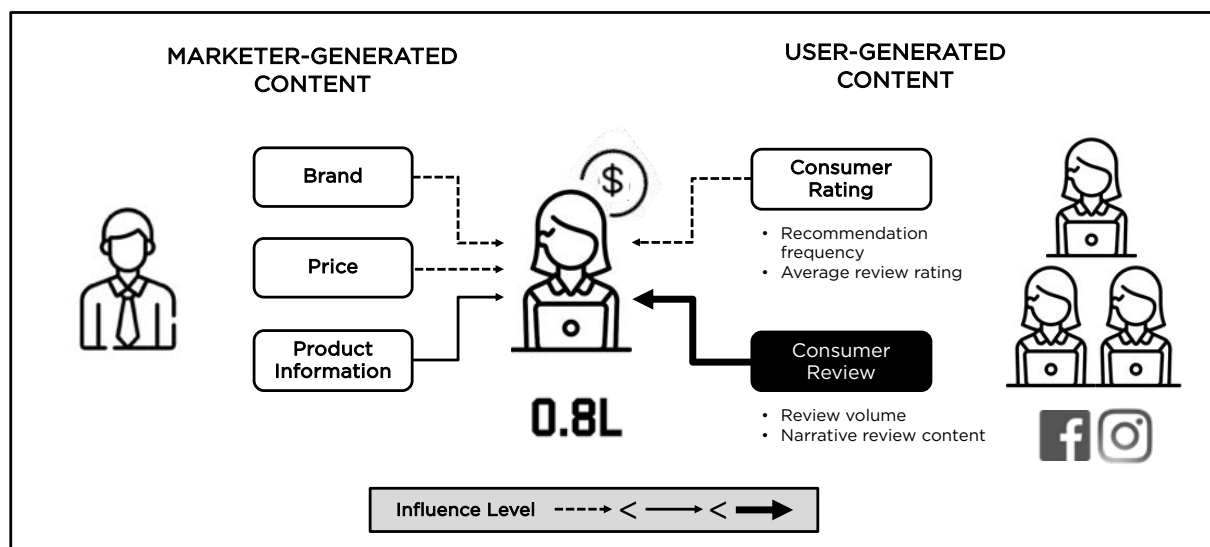 MARKETER-GENERATED
CONTENT
USER-GENERATED
CONTENT
Brand
Price
Product
Information
$
0.8L
Consumer
Rating
• Recommendation
frequency
• Average review rating
Consumer
Review
• Review volume
• Narrative review content
f
Influence Level < <